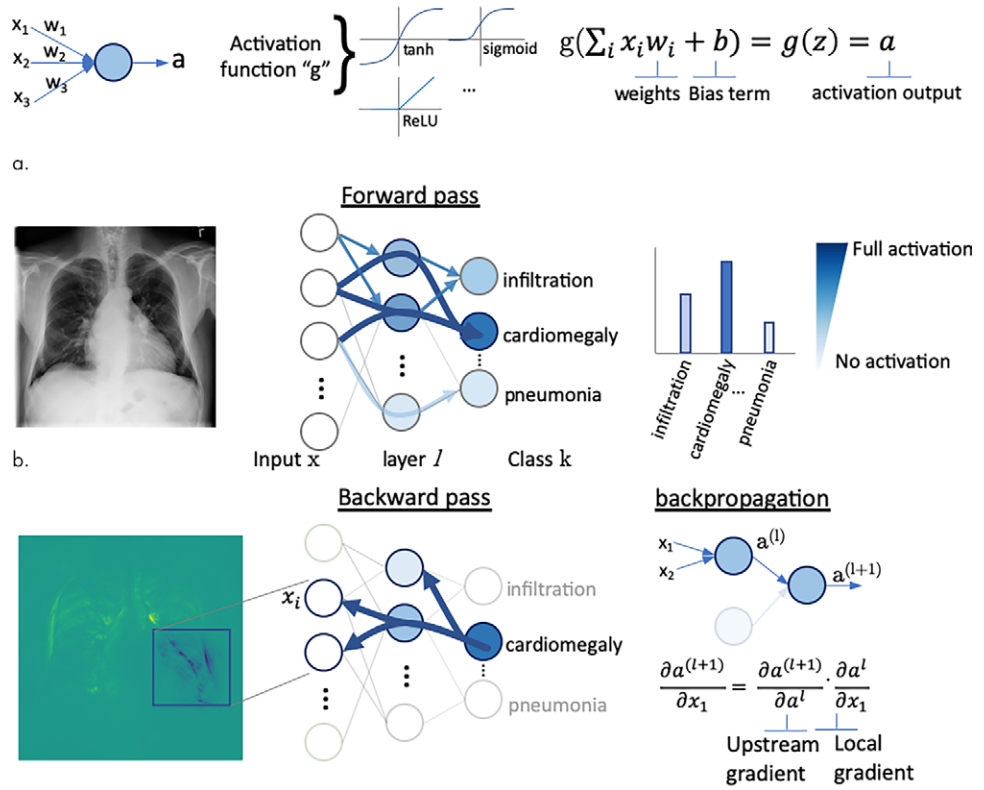 x₁
w₁
x₂
w₂
x₃
w₃
a
Activation
function “g”
tanh
sigmoid
ReLU
...
g(∑ᵢ xᵢwᵢ + b) = g(z) = a
weights
Bias term
activation output
a.
Forward pass
r
infiltration
cardiomegaly
pneumonia
Input x
layer l
Class k
infiltration
cardiomegaly
...
pneumonia
Full activation
No activation
b.
Backward pass
xᵢ
infiltration
cardiomegaly
pneumonia
backpropagation
x₁
x₂
a⁽ˡ⁾
a⁽ˡ⁺¹⁾
∂a⁽ˡ⁺¹⁾/∂x₁ = ∂a⁽ˡ⁺¹⁾/∂aˡ · ∂aˡ/∂x₁
Upstream
gradient
Local
gradient